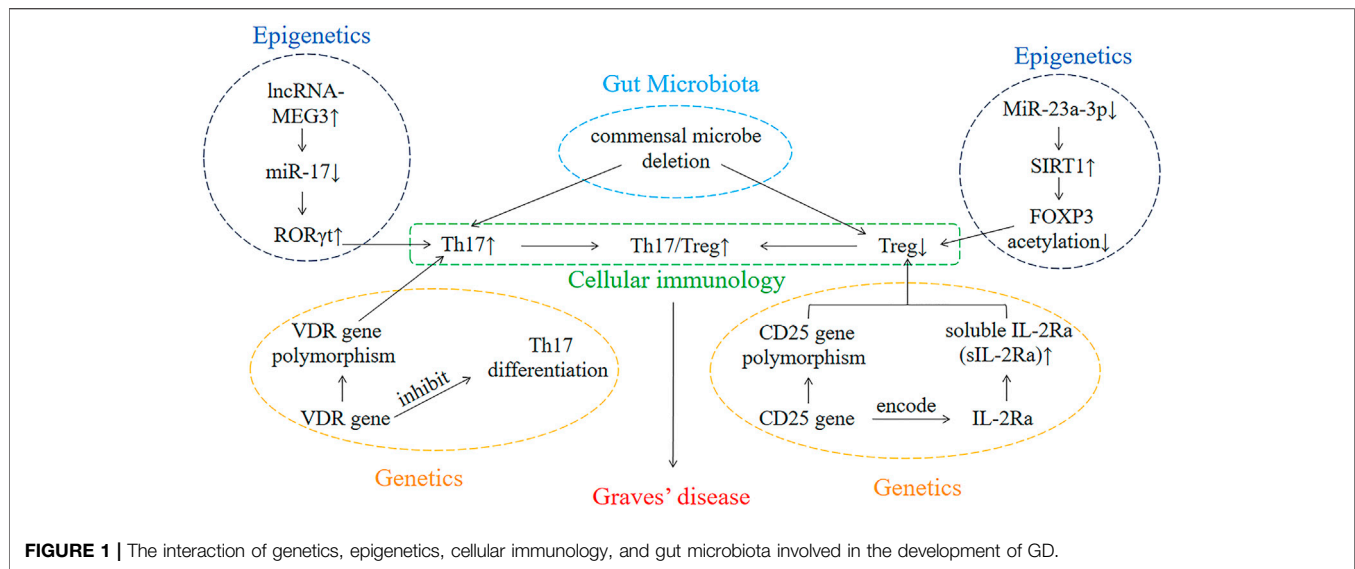 Epigenetics
lncRNA-
MEG3↑
miR-17↓
RORγt↑
Gut Microbiota
commensal microbe
deletion
Epigenetics
MiR-23a-3p↓
SIRT1↑
FOXP3
acetylation↓
Th17↑
Th17/Treg↑
Treg↓
Cellular immunology
VDR gene
polymorphism
Th17
differentiation
inhibit
VDR gene
Genetics
CD25 gene
polymorphism
soluble IL-2Ra
(sIL-2Ra)↑
CD25 gene
encode
IL-2Ra
Genetics
Graves’ disease
FIGURE 1 | The interaction of genetics, epigenetics, cellular immunology, and gut microbiota involved in the development of GD.